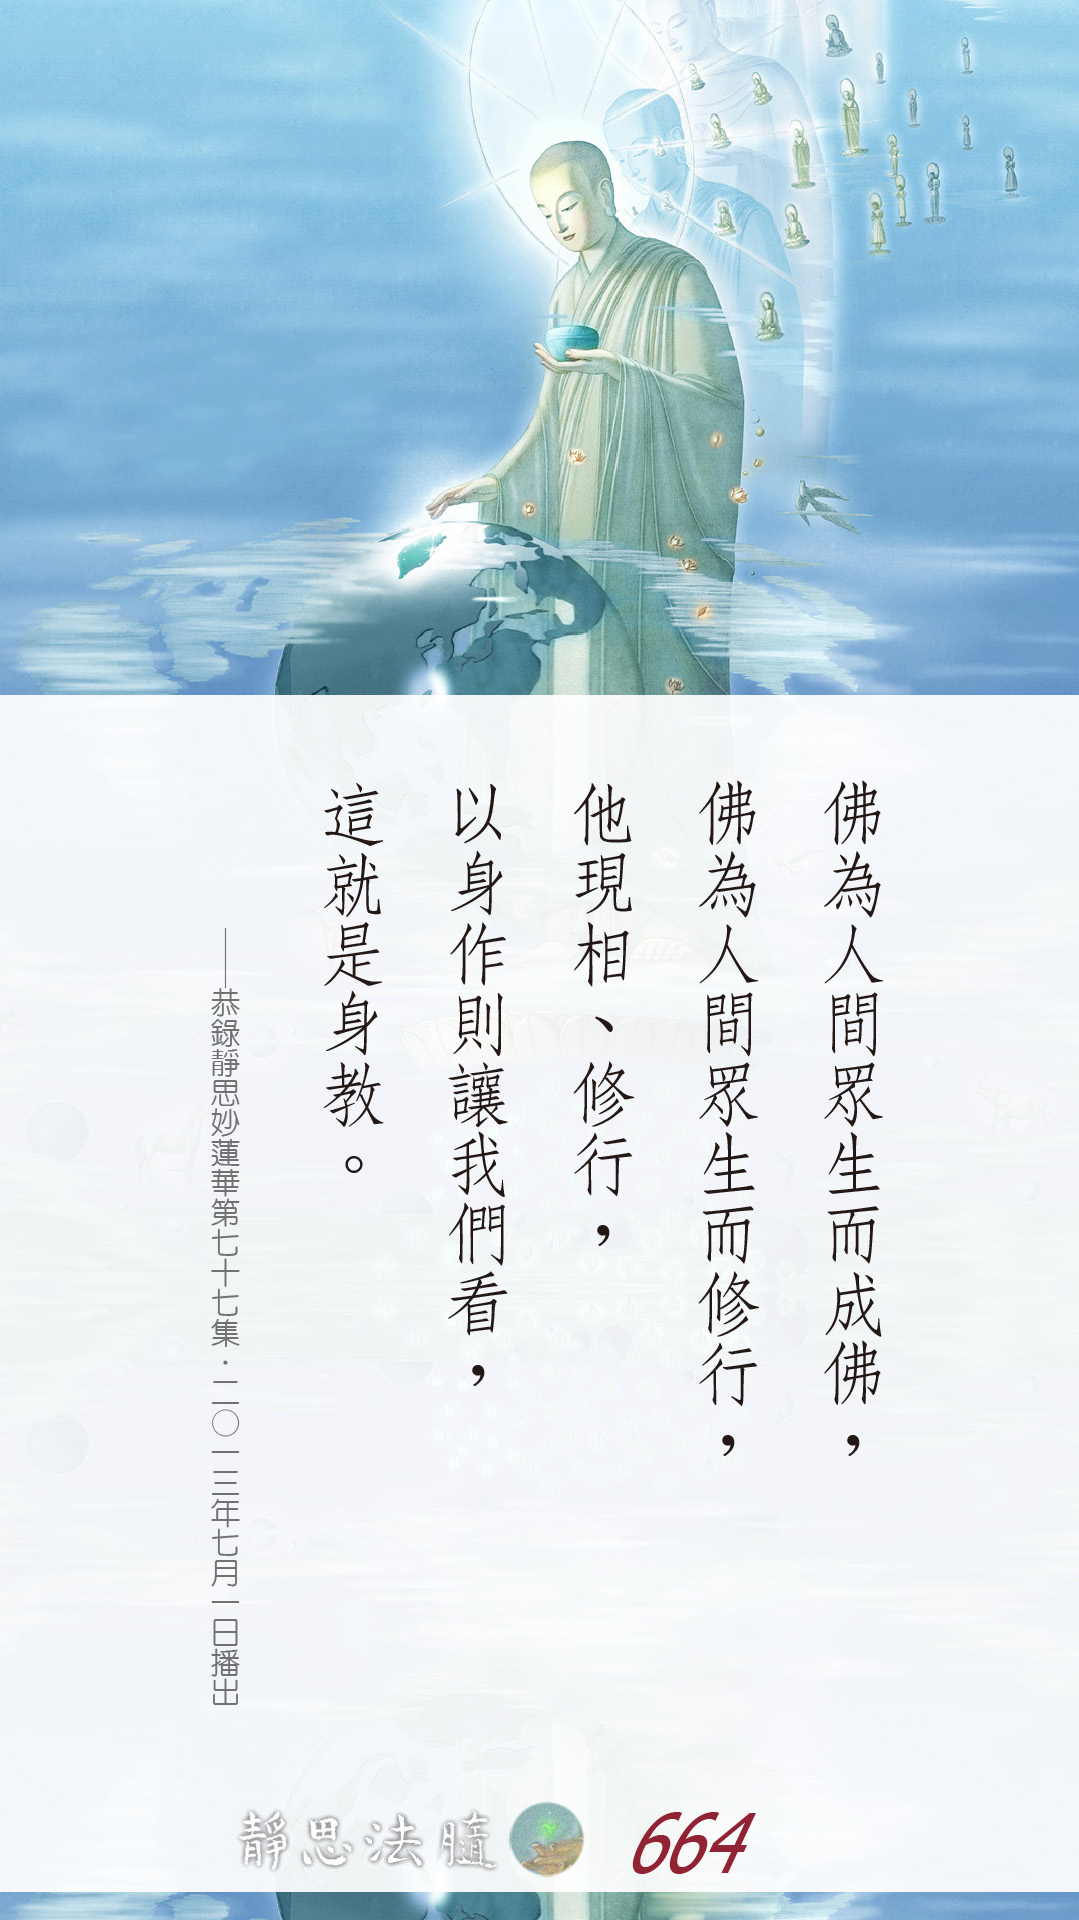 佛為人間眾生而成佛，
佛為人間眾生而修行，
他現相、修行，
以身作則讓我們看，
這就是身教。
——恭錄靜思妙蓮華第七十七集．二〇一三年七月一日播出
靜思法髓
664